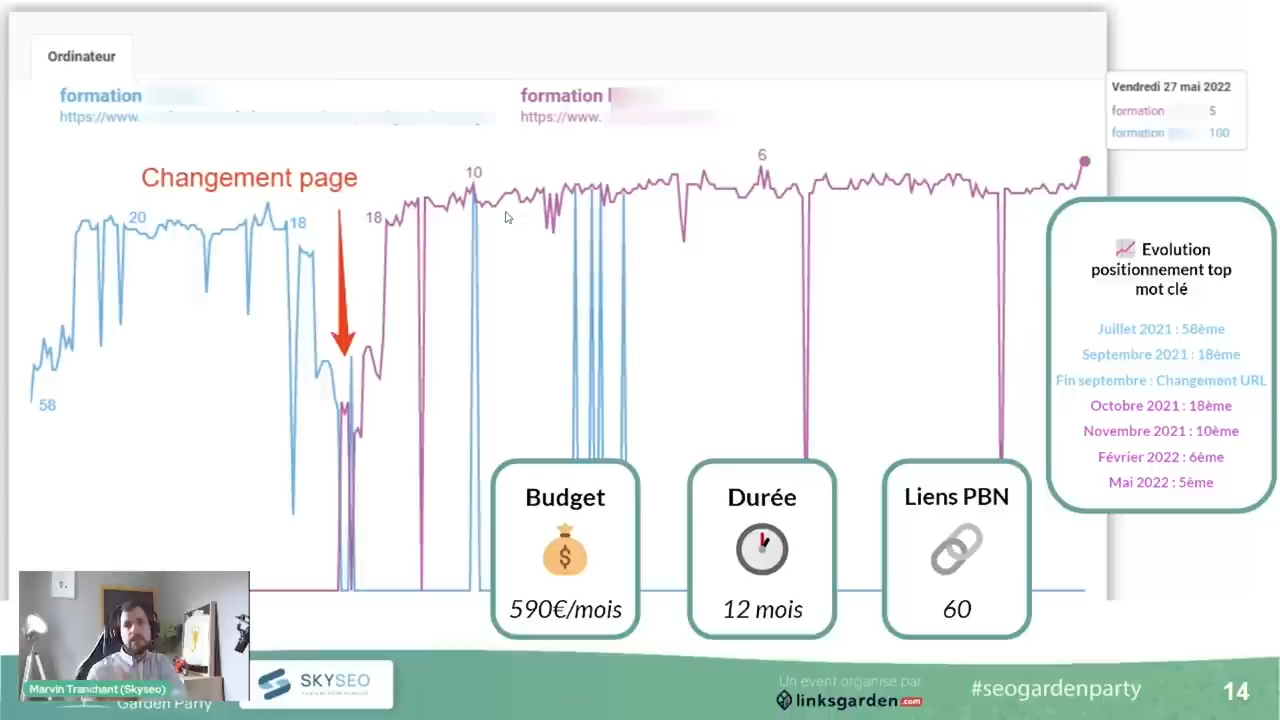 Ordinateur
formation
https://www.
formation
https://www.
Vendredi 27 mai 2022
formation 5
formation 100
Changement page
58
20
18
18
10
6
Evolution
positionnement top
mot clé
Juillet 2021 : 58ème
Septembre 2021 : 18ème
Fin septembre : Changement URL
Octobre 2021 : 18ème
Novembre 2021 : 10ème
Février 2022 : 6ème
Mai 2022 : 5ème
Budget
$
590€/mois
Durée
12 mois
Liens PBN
60
Marvin Tranchant (Skyseo)
Garden Party
SKYSEO
Un event organisé par
linksgarden.com
#seogardenparty
14